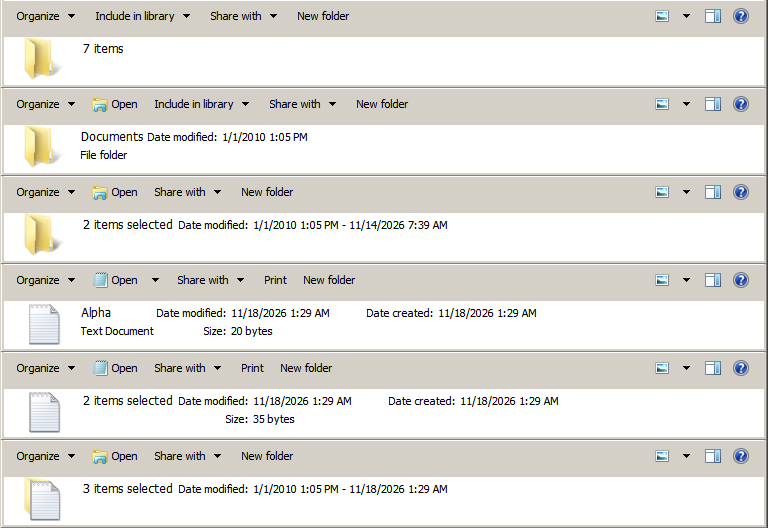 Organize Include in library Share with New folder
7 items
Organize Open Include in library Share with New folder
Documents Date modified: 1/1/2010 1:05 PM
File folder
Organize Open Share with New folder
2 items selected Date modified: 1/1/2010 1:05 PM - 11/14/2026 7:39 AM
Organize Open Share with Print New folder
Alpha Date modified: 11/18/2026 1:29 AM Date created: 11/18/2026 1:29 AM
Text Document Size: 20 bytes
Organize Open Share with Print New folder
2 items selected Date modified: 11/18/2026 1:29 AM Date created: 11/18/2026 1:29 AM
Size: 35 bytes
Organize Open Share with New folder
3 items selected Date modified: 1/1/2010 1:05 PM - 11/18/2026 1:29 AM